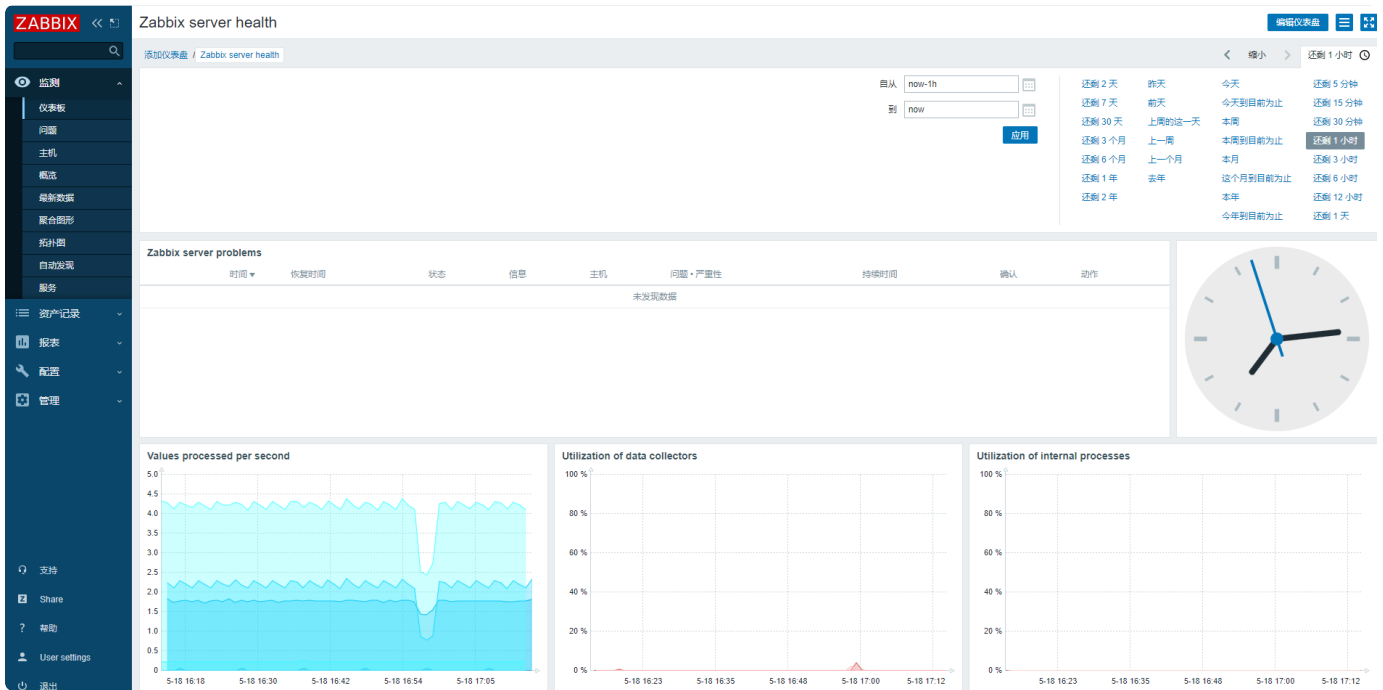 ZABBIX
Zabbix server health
编辑仪表盘
添加仪表盘 / Zabbix server health
缩小
还剩 1 小时
监测
仪表板
问题
主机
概览
最新数据
聚合图形
拓扑图
自动发现
服务
资产记录
报表
配置
管理
支持
Share
帮助
User settings
退出
自从 now-1h
到 now
应用
还剩 2 天 昨天 今天 还剩 5 分钟
还剩 7 天 前天 今天到目前为止 还剩 15 分钟
还剩 30 天 上周的这一天 本周 还剩 30 分钟
还剩 3 个月 上一周 本周到目前为止 还剩 1 小时
还剩 6 个月 上一个月 本月 还剩 3 小时
还剩 1 年 去年 这个月到目前为止 还剩 6 小时
还剩 2 年 本年 还剩 12 小时
今年到目前为止 还剩 1 天
Zabbix server problems
时间 恢复时间 状态 信息 主机 问题 • 严重性 持续时间 确认 动作
未发现数据
Values processed per second
5.0
4.5
4.0
3.5
3.0
2.5
2.0
1.5
1.0
0.5
0
5-18 16:18 5-18 16:30 5-18 16:42 5-18 16:54 5-18 17:05
Utilization of data collectors
100 %
80 %
60 %
40 %
20 %
0 %
5-18 16:23 5-18 16:35 5-18 16:48 5-18 17:00 5-18 17:12
Utilization of internal processes
100 %
80 %
60 %
40 %
20 %
0 %
5-18 16:23 5-18 16:35 5-18 16:48 5-18 17:00 5-18 17:12